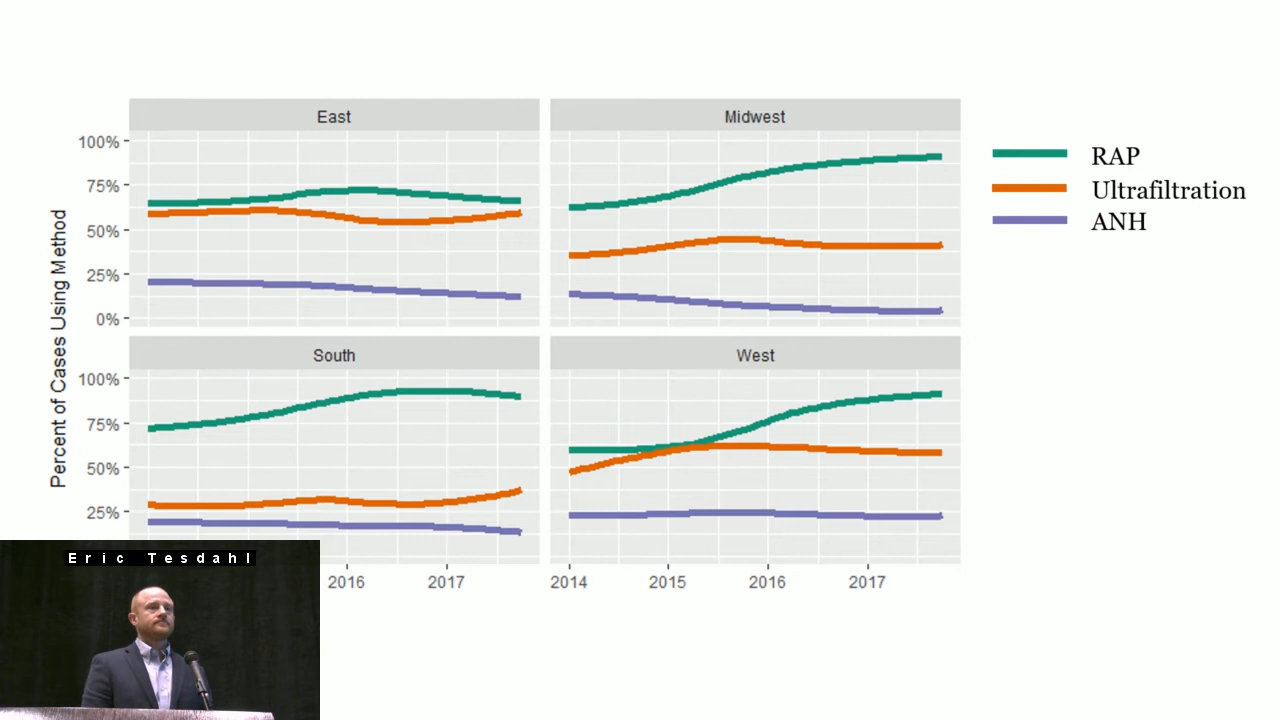 East
Midwest
100%
75%
50%
25%
0%
RAP
Ultrafiltration
ANH
Percent of Cases Using Method
South
West
100%
75%
50%
25%
2016
2017
2014
2015
2016
2017
Eric Tesdahl